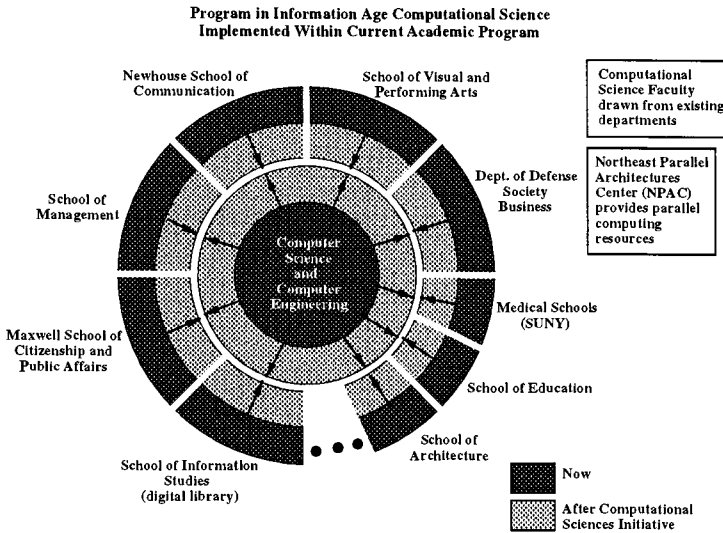 Program in Information Age Computational Science
Implemented Within Current Academic Program
Newhouse School of
Communication
School of Visual and
Performing Arts
Computational
Science Faculty
drawn from existing
departments
Northeast Parallel
Architectures
Center (NPAC)
provides parallel
computing
resources
School of
Management
Dept. of Defense
Society
Business
Computer
Science
and
Computer
Engineering
Maxwell School of
Citizenship and
Public Affairs
Medical Schools
(SUNY)
School of Education
School of
Architecture
School of Information
Studies
(digital library)
Now
After Computational
Sciences Initiative